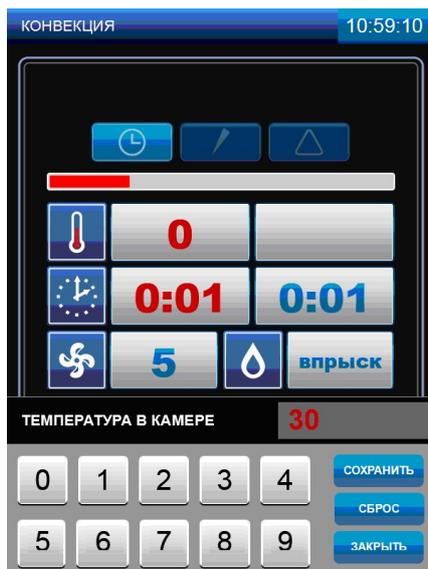 КОНВЕКЦИЯ 10:59:10
0
0:01 0:01
5 впрыск
ТЕМПЕРАТУРА В КАМЕРЕ 30
0 1 2 3 4 СОХРАНИТЬ
СБРОС
5 6 7 8 9 ЗАКРЫТЬ